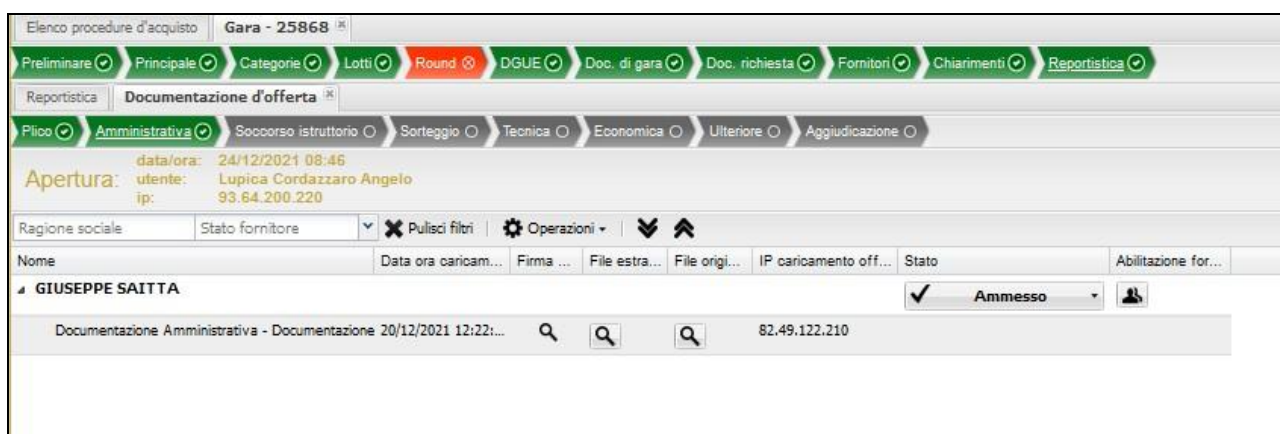 Elenco procedure d'acquisto Gara - 25868
Preliminare Principale Categorie Lotti Round DGUE Doc. di gara Doc. richiesta Fornitori Chiarimenti Reportistica
Reportistica Documentazione d'offerta
Plico Amministrativa Soccorso istruttorio Sorteggio Tecnica Economica Ulteriore Aggiudicazione
Apertura:
data/ora: 24/12/2021 08:46
utente: Lupica Cordazzaro Angelo
ip: 93.64.200.220
Ragione sociale Stato fornitore Pulisci filtri Operazioni
Nome Data ora caricam... Firma ... File estra... File origi... IP caricamento off... Stato Abilitazione for...
GIUSEPPE SAITTA Ammesso
Documentazione Amministrativa - Documentazione 20/12/2021 12:22:... 82.49.122.210